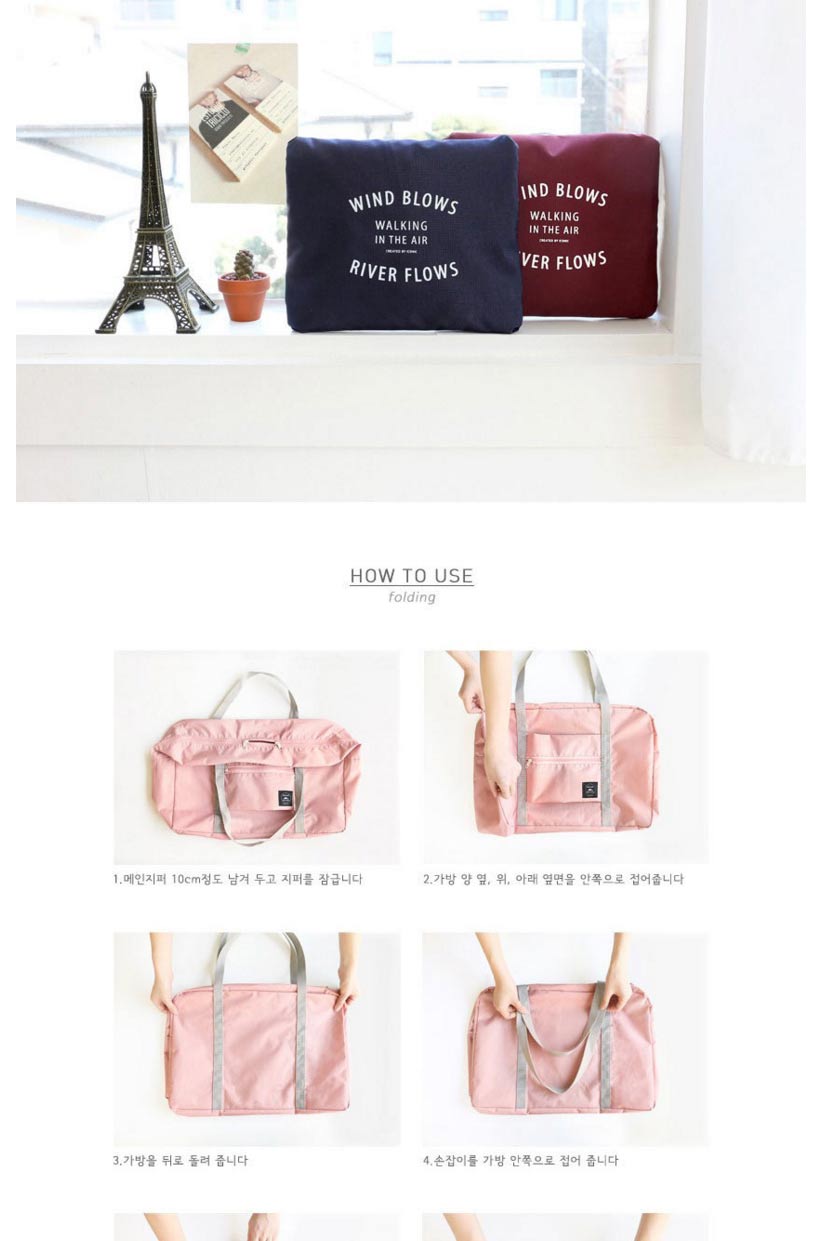 WIND BLOWS
WALKING
IN THE AIR
CREATED BY ICONIC
RIVER FLOWS
IND BLOWS
WALKING
IN THE AIR
CREATED BY ICONIC
VER FLOWS
HOW TO USE
folding
1.메인지퍼 10cm정도 남겨 두고 지퍼를 잠급니다
2.가방 양 옆, 위, 아래 옆면을 안쪽으로 접어줍니다
3.가방을 뒤로 돌려 줍니다
4.손잡이를 가방 안쪽으로 접어 줍니다